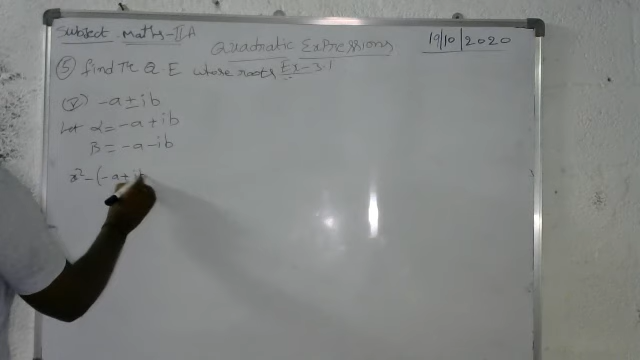 Subject Maths-IIA
Quadratic Expressions 19/10/2020
⑤ find The Q E whose roots Ex-3.1
-a±ib
Let α=-a+ib
β=-a-ib
x²-(-a+ib